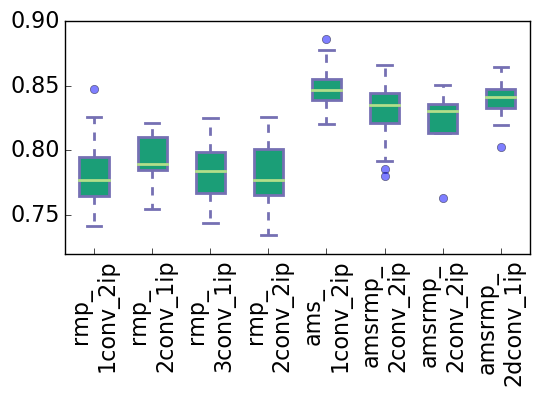 0.90
0.85
0.80
0.75
rmp_
1conv_2ip
rmp_
2conv_1ip
rmp_
3conv_1ip
rmp_
2conv_2ip
ams_
1conv_2ip
amsrmp_
2conv_2ip
amsrmp_
2conv_2ip
amsrmp_
2dconv_1ip